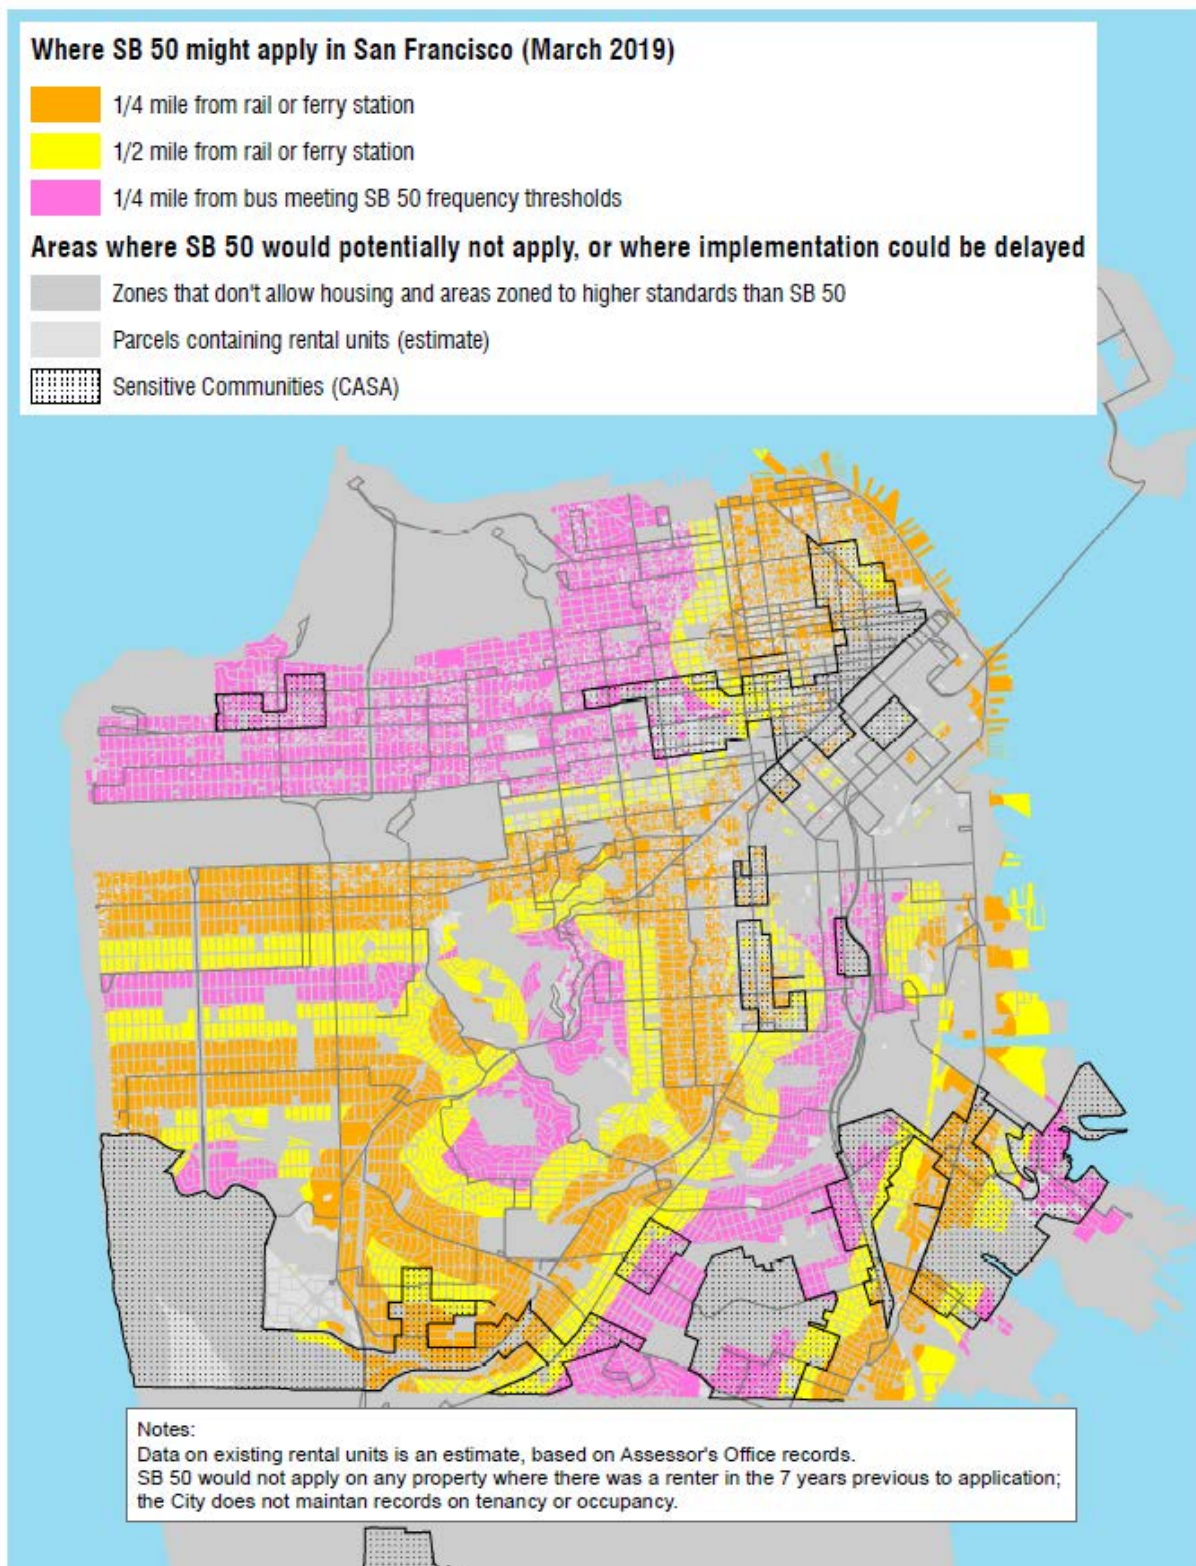 Where SB 50 might apply in San Francisco (March 2019)
1/4 mile from rail or ferry station
1/2 mile from rail or ferry station
1/4 mile from bus meeting SB 50 frequency thresholds
Areas where SB 50 would potentially not apply, or where implementation could be delayed
Zones that don't allow housing and areas zoned to higher standards than SB 50
Parcels containing rental units (estimate)
Sensitive Communities (CASA)
Notes:
Data on existing rental units is an estimate, based on Assessor's Office records.
SB 50 would not apply on any property where there was a renter in the 7 years previous to application;
the City does not maintan records on tenancy or occupancy.